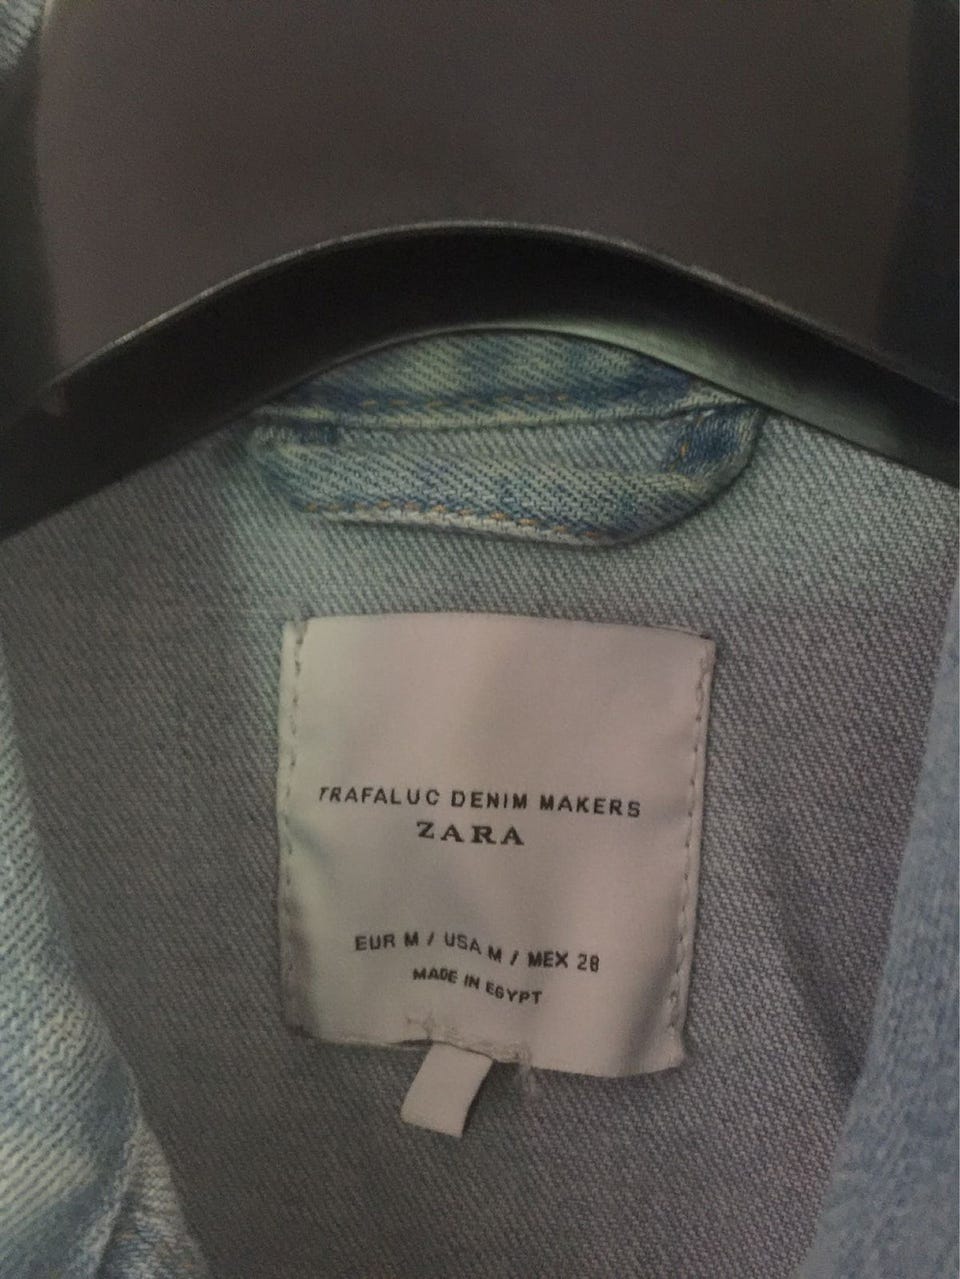 TRAFALUC DENIM MAKERS
ZARA
EUR M / USA M / MEX 28
MADE IN EGYPT